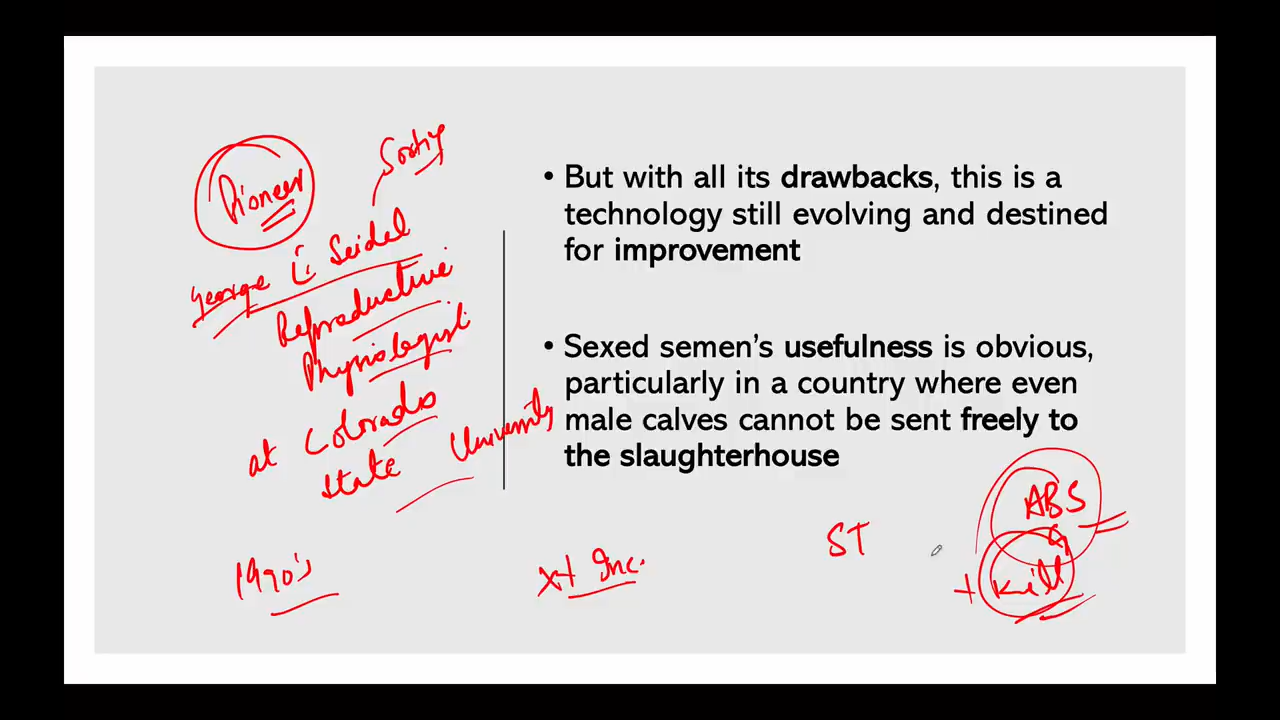 Pioneer
Sorting
George E. Seidel
Reproductive
Physiologist
at Colorado
State University
1990's
• But with all its drawbacks, this is a
technology still evolving and destined
for improvement
• Sexed semen's usefulness is obvious,
particularly in a country where even
male calves cannot be sent freely to
the slaughterhouse
XY Inc.
ST
ABS
+ Kill